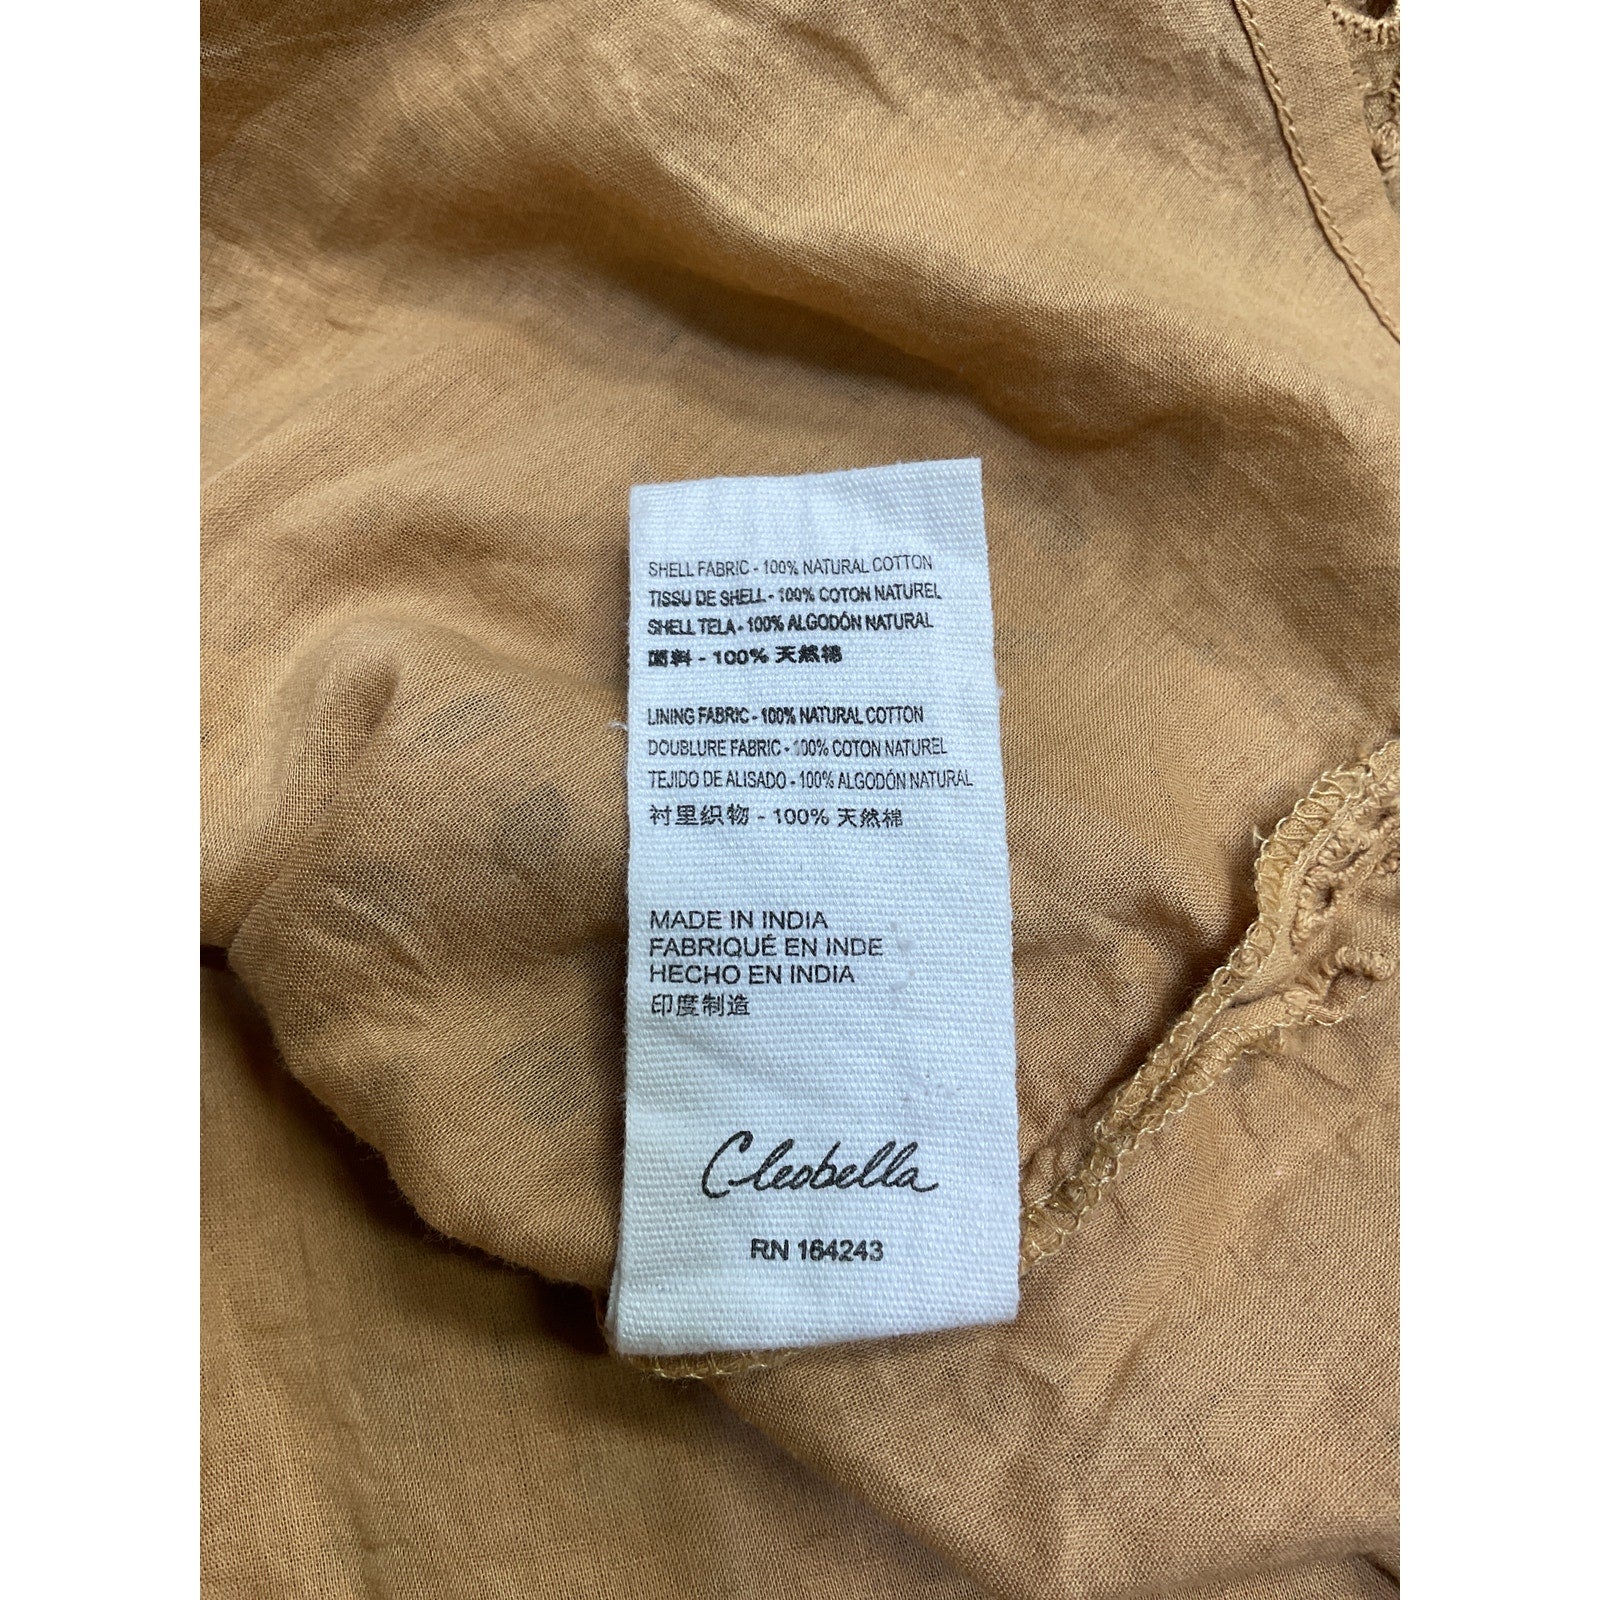 SHELL FABRIC - 100% NATURAL COTTON
TISSU DE SHELL - 100% COTON NATUREL
SHELL TELA - 100% ALGODÓN NATURAL
面料 - 100% 天然棉
LINING FABRIC - 100% NATURAL COTTON
DOUBLURE FABRIC - 100% COTON NATUREL
TEJIDO DE ALISADO - 100% ALGODÓN NATURAL
衬里织物 - 100% 天然棉
MADE IN INDIA
FABRIQUÉ EN INDE
HECHO EN INDIA
印度制造
Cleobella
RN 164243